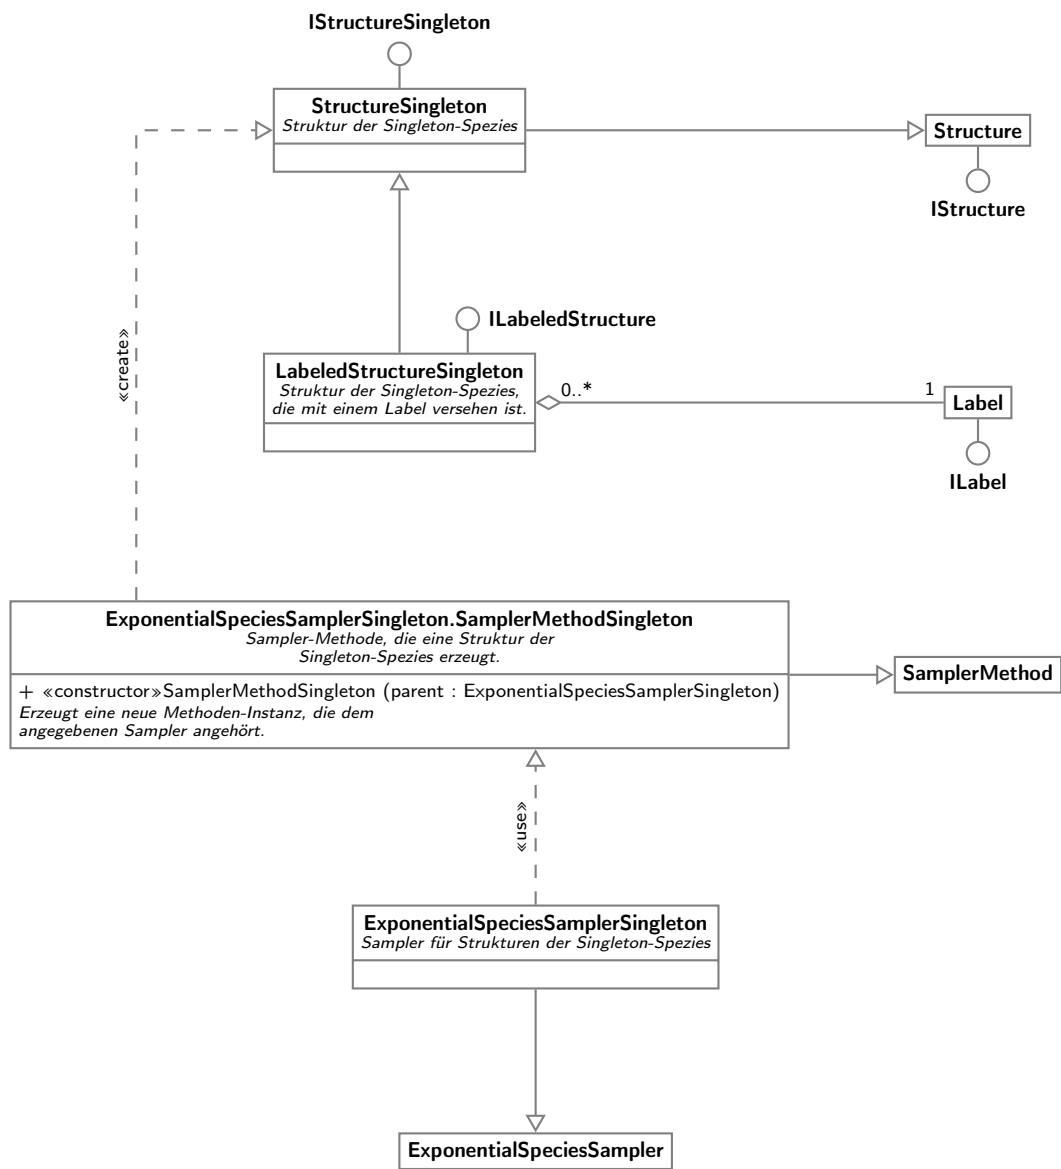 IStructureSingleton
StructureSingleton
Struktur der Singleton-Spezies
Structure
IStructure
«create»
ILabeledStructure
LabeledStructureSingleton
Struktur der Singleton-Spezies,
die mit einem Label versehen ist.
0..*
1
Label
ILabel
ExponentialSpeciesSamplerSingleton.SamplerMethodSingleton
Sampler-Methode, die eine Struktur der
Singleton-Spezies erzeugt.
+ «constructor»SamplerMethodSingleton (parent : ExponentialSpeciesSamplerSingleton)
Erzeugt eine neue Methoden-Instanz, die dem
angegebenen Sampler angehört.
SamplerMethod
«use»
ExponentialSpeciesSamplerSingleton
Sampler für Strukturen der Singleton-Spezies
ExponentialSpeciesSampler